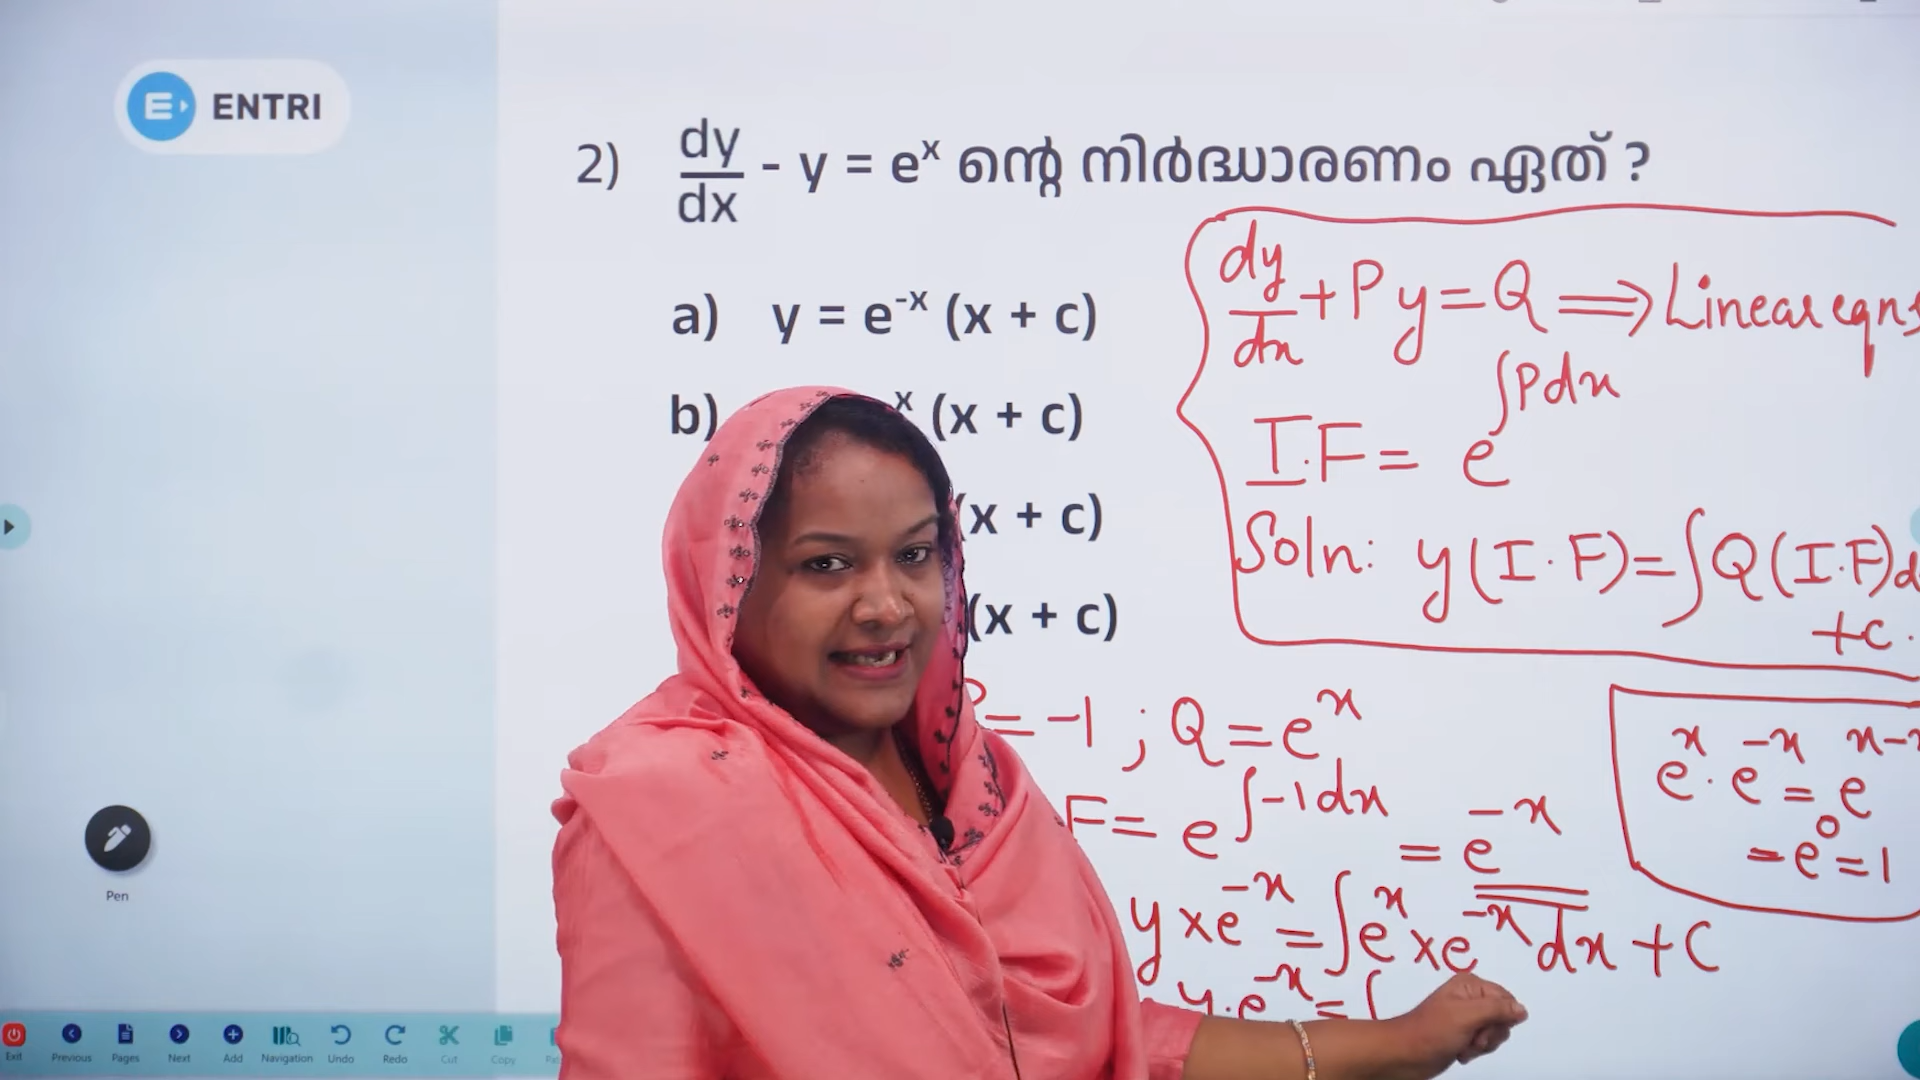 ENTRI
2) dy/dx - y = eˣ ന്റെ നിർദ്ധാരണം ഏത് ?
a) y = e⁻ˣ (x + c)
b) ˣ (x + c)
(x + c)
(x + c)
dy/dx + Py = Q ⟹ Linear eqn
I.F = e^∫Pdx
Soln: y(I.F) = ∫Q(I.F)d
+c.
= -1 ; Q = eˣ
F = e^∫-1dx = e⁻ˣ
eˣ . e⁻ˣ = e^x-x
= e⁰ = 1
y × e⁻ˣ = ∫eˣ × e⁻ˣ dx + C
y . e⁻ˣ = ∫
Pen
Exit
Previous
Pages
Next
Add
Navigation
Undo
Redo
Cut
Copy